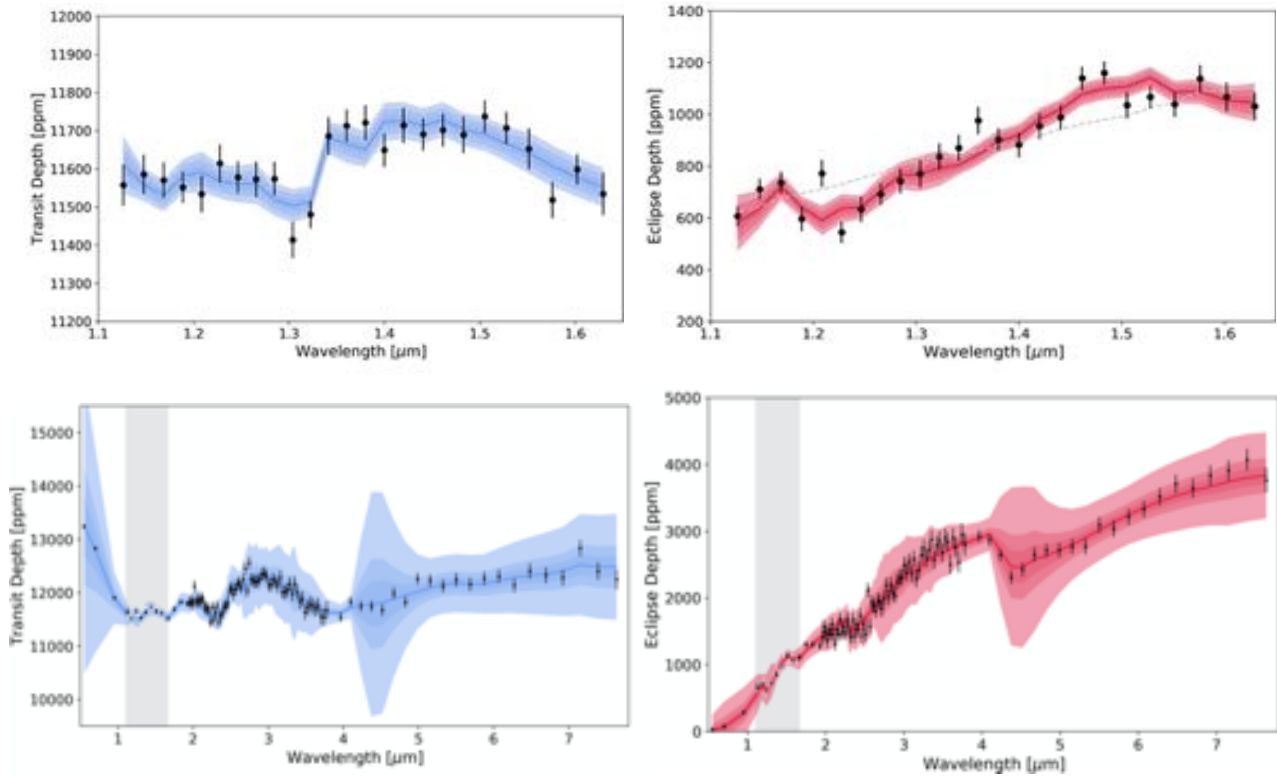 12000
11900
11800
11700
11600
11500
11400
11300
11200
Transit Depth [ppm]
1.1 1.2 1.3 1.4 1.5 1.6
Wavelength [μm]
1400
1200
1000
800
600
400
200
Eclipse Depth [ppm]
1.1 1.2 1.3 1.4 1.5 1.6
Wavelength [μm]
15000
14000
13000
12000
11000
10000
Transit Depth [ppm]
1 2 3 4 5 6 7
Wavelength [μm]
5000
4000
3000
2000
1000
0
Eclipse Depth [ppm]
1 2 3 4 5 6 7
Wavelength [μm]